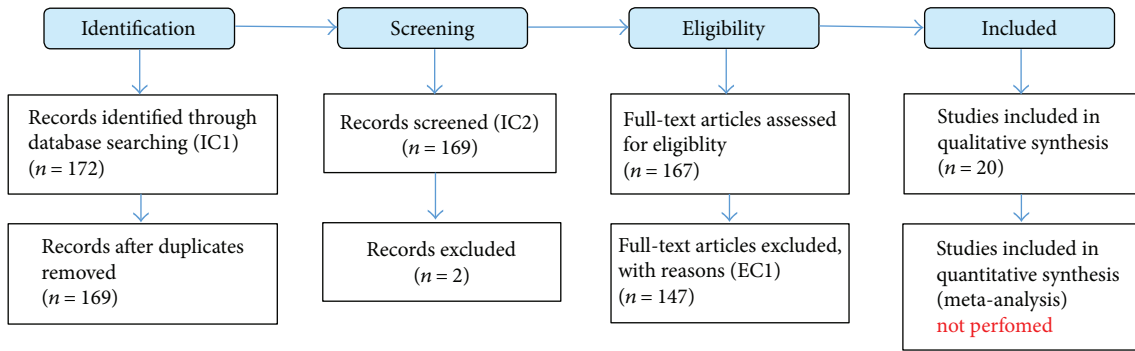 Identification
Screening
Eligibility
Included
Records identified through
database searching (IC1)
(n = 172)
Records screened (IC2)
(n = 169)
Full-text articles assessed
for eligiblity
(n = 167)
Studies included in
qualitative synthesis
(n = 20)
Records after duplicates
removed
(n = 169)
Records excluded
(n = 2)
Full-text articles excluded,
with reasons (EC1)
(n = 147)
Studies included in
quantitative synthesis
(meta-analysis)
not perfomed